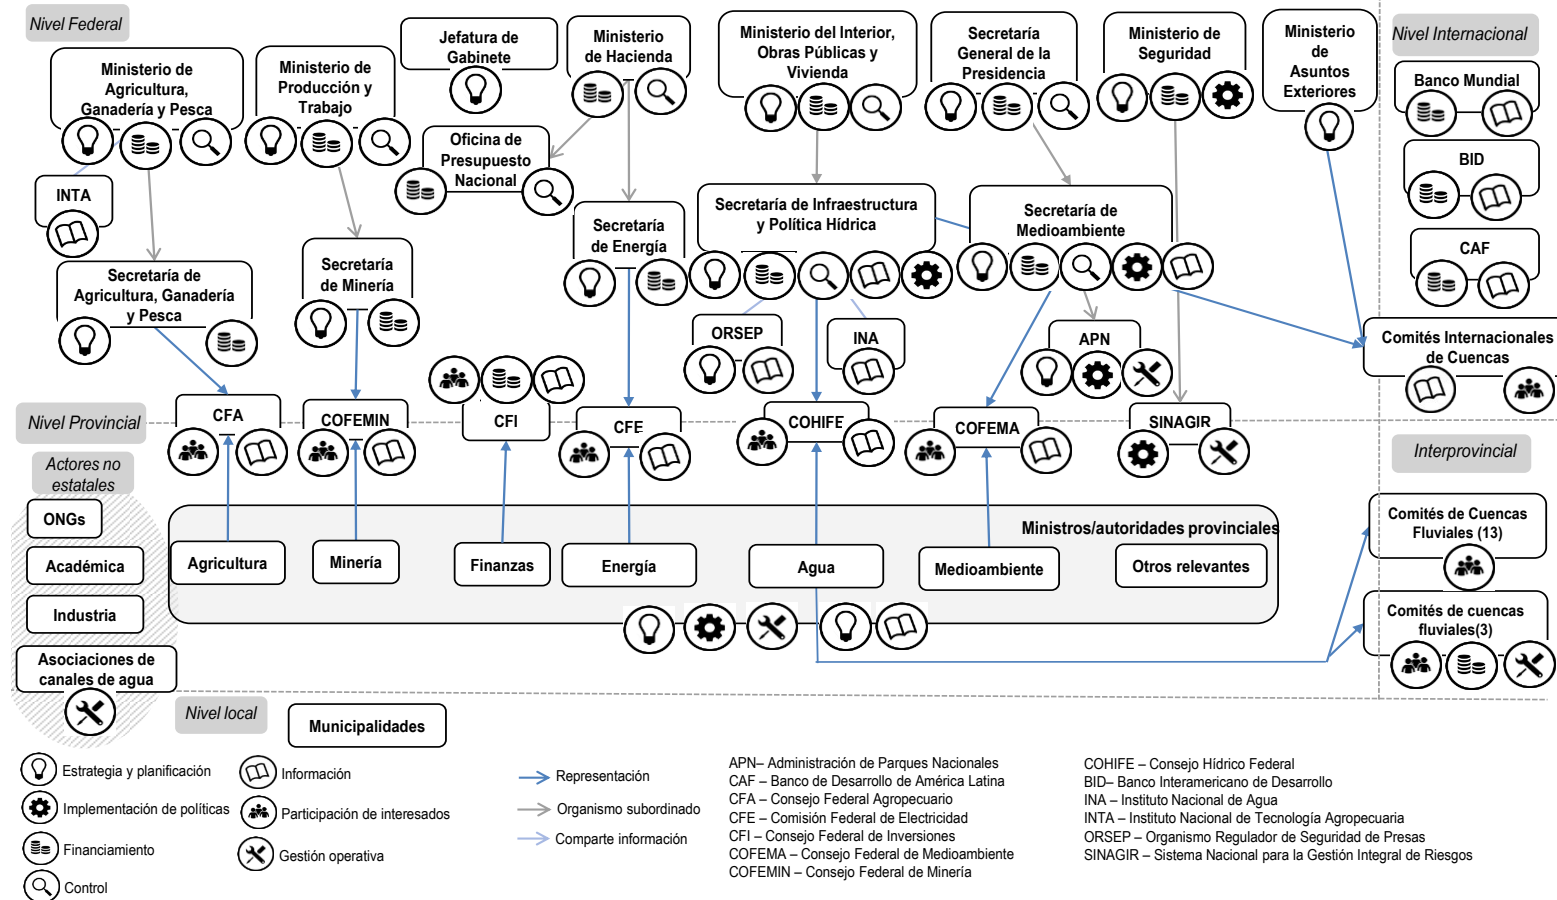 Nivel Federal
Ministerio de
Agricultura,
Ganadería y Pesca
Ministerio de
Producción y
Trabajo
Jefatura de
Gabinete
Ministerio
de Hacienda
Ministerio del Interior,
Obras Públicas y
Vivienda
Secretaría
General de la
Presidencia
Ministerio de
Seguridad
Ministerio
de
Asuntos
Exteriores
Nivel Internacional
Banco Mundial
BID
CAF
Oficina de
Presupuesto
Nacional
INTA
Secretaría de
Agricultura, Ganadería
y Pesca
Secretaría
de Minería
Secretaría
de Energía
Secretaría de Infraestructura
y Política Hídrica
Secretaría de
Medioambiente
ORSEP
INA
APN
Comités Internacionales
de Cuencas
Nivel Provincial
CFA
COFEMIN
CFI
CFE
COHIFE
COFEMA
SINAGIR
Interprovincial
Actores no
estatales
ONGs
Académica
Industria
Asociaciones de
canales de agua
Ministros/autoridades provinciales
Agricultura
Minería
Finanzas
Energía
Agua
Medioambiente
Otros relevantes
Comités de Cuencas
Fluviales (13)
Comités de cuencas
fluviales(3)
Nivel local
Municipalidades
Estrategia y planificación
Implementación de políticas
Financiamiento
Control
Información
Participación de interesados
Gestión operativa
Representación
Organismo subordinado
Comparte información
APN– Administración de Parques Nacionales
CAF – Banco de Desarrollo de América Latina
CFA – Consejo Federal Agropecuario
CFE – Comisión Federal de Electricidad
CFI – Consejo Federal de Inversiones
COFEMA – Consejo Federal de Medioambiente
COFEMIN – Consejo Federal de Minería
COHIFE – Consejo Hídrico Federal
BID– Banco Interamericano de Desarrollo
INA – Instituto Nacional de Agua
INTA – Instituto Nacional de Tecnología Agropecuaria
ORSEP – Organismo Regulador de Seguridad de Presas
SINAGIR – Sistema Nacional para la Gestión Integral de Riesgos